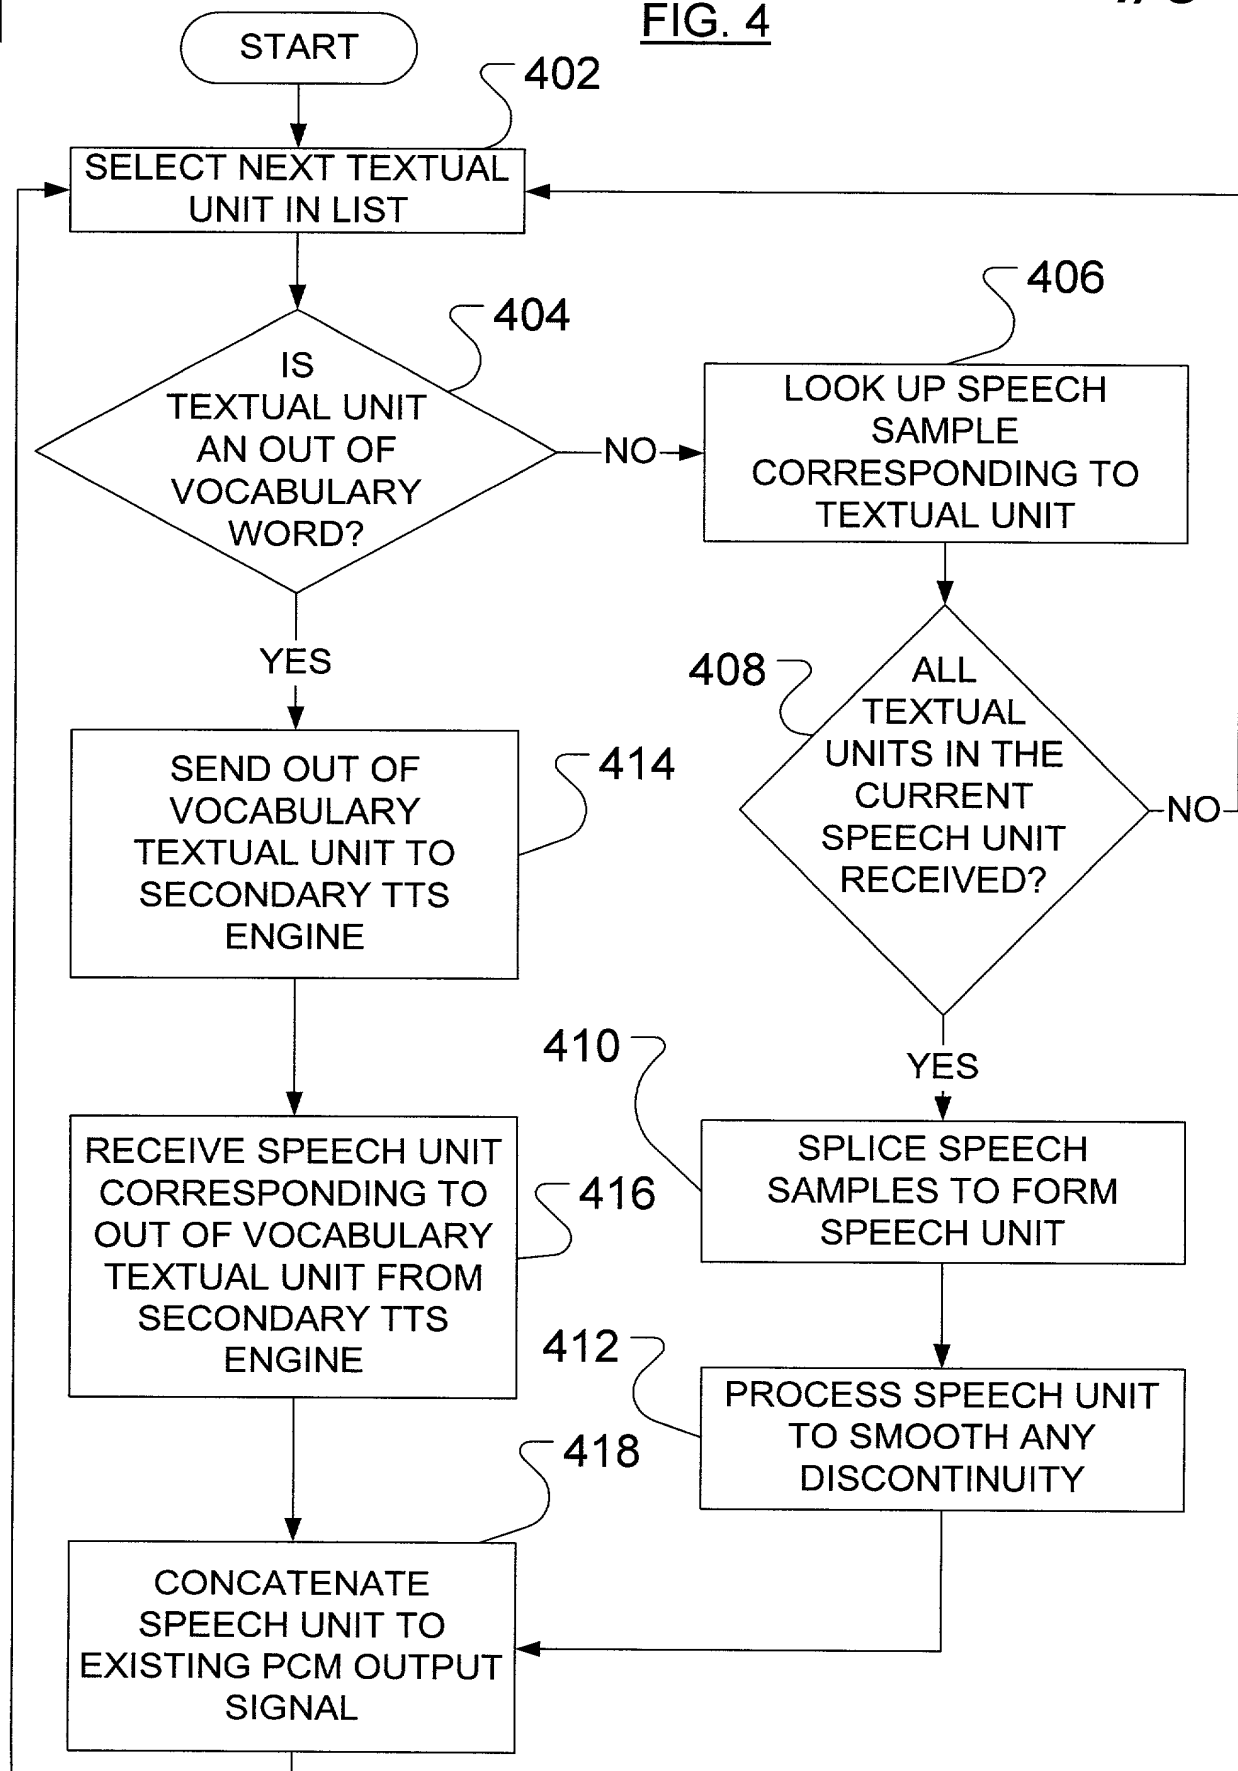 FIG. 4
START
402
SELECT NEXT TEXTUAL
UNIT IN LIST
404
IS
TEXTUAL UNIT
AN OUT OF
VOCABULARY
WORD?
NO
406
LOOK UP SPEECH
SAMPLE
CORRESPONDING TO
TEXTUAL UNIT
YES
408
ALL
TEXTUAL
UNITS IN THE
CURRENT
SPEECH UNIT
RECEIVED?
NO
414
SEND OUT OF
VOCABULARY
TEXTUAL UNIT TO
SECONDARY TTS
ENGINE
YES
410
SPLICE SPEECH
SAMPLES TO FORM
SPEECH UNIT
416
RECEIVE SPEECH UNIT
CORRESPONDING TO
OUT OF VOCABULARY
TEXTUAL UNIT FROM
SECONDARY TTS
ENGINE
412
PROCESS SPEECH UNIT
TO SMOOTH ANY
DISCONTINUITY
418
CONCATENATE
SPEECH UNIT TO
EXISTING PCM OUTPUT
SIGNAL